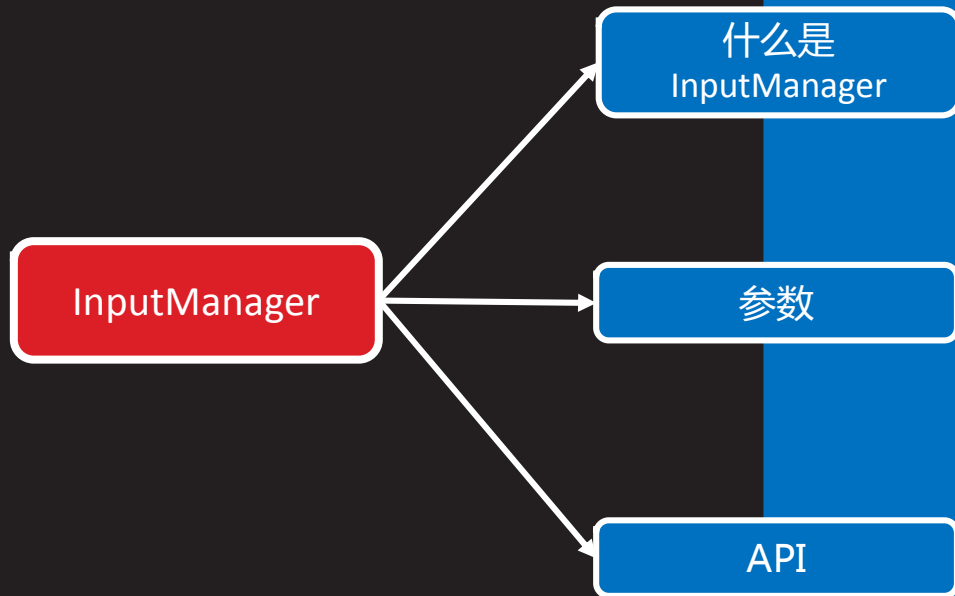 什么是
InputManager
InputManager
参数
API